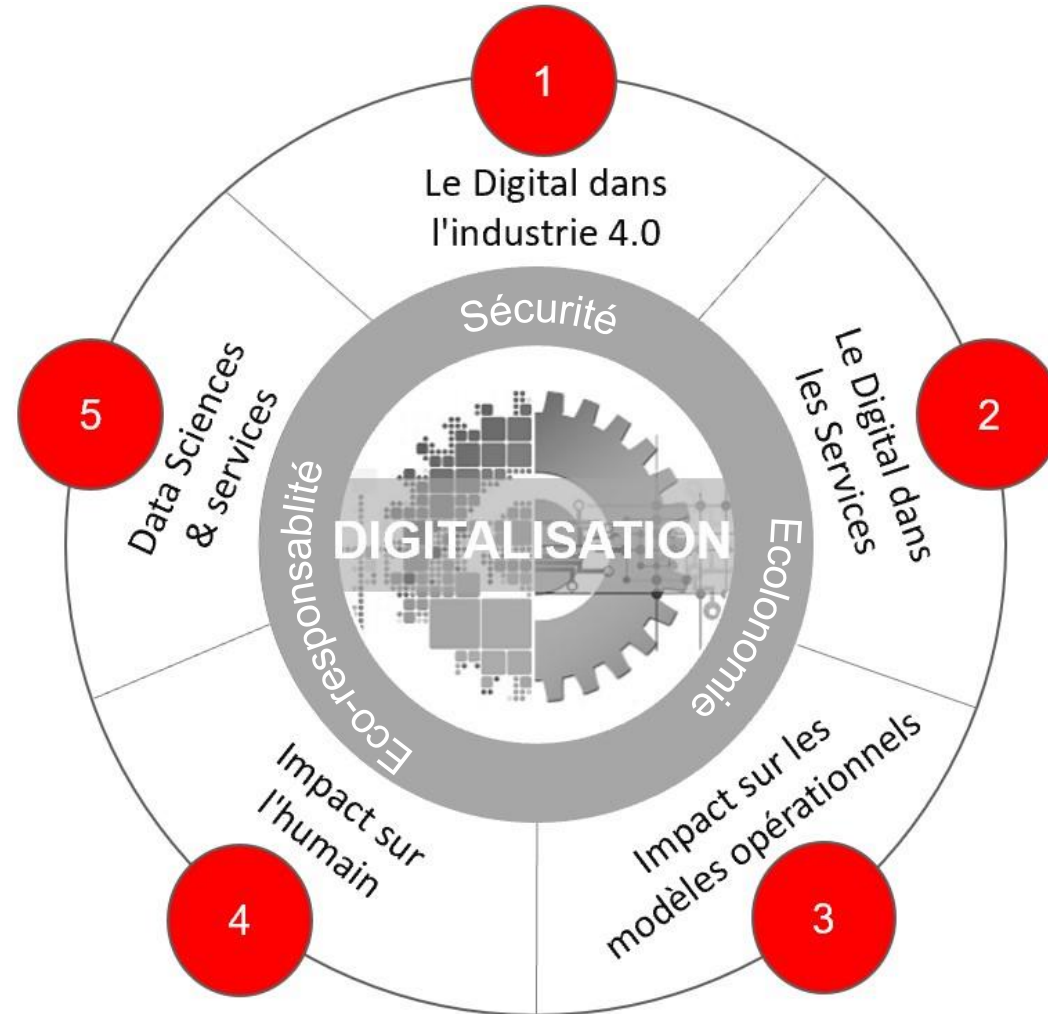 1
Le Digital dans
l'industrie 4.0
2
Le Digital dans
les Services
3
Impact sur les
modèles opérationnels
4
Impact sur
l'humain
5
Data Sciences
& services
Sécurité
Ecolonomie
Eco-responsablité
DIGITALISATION